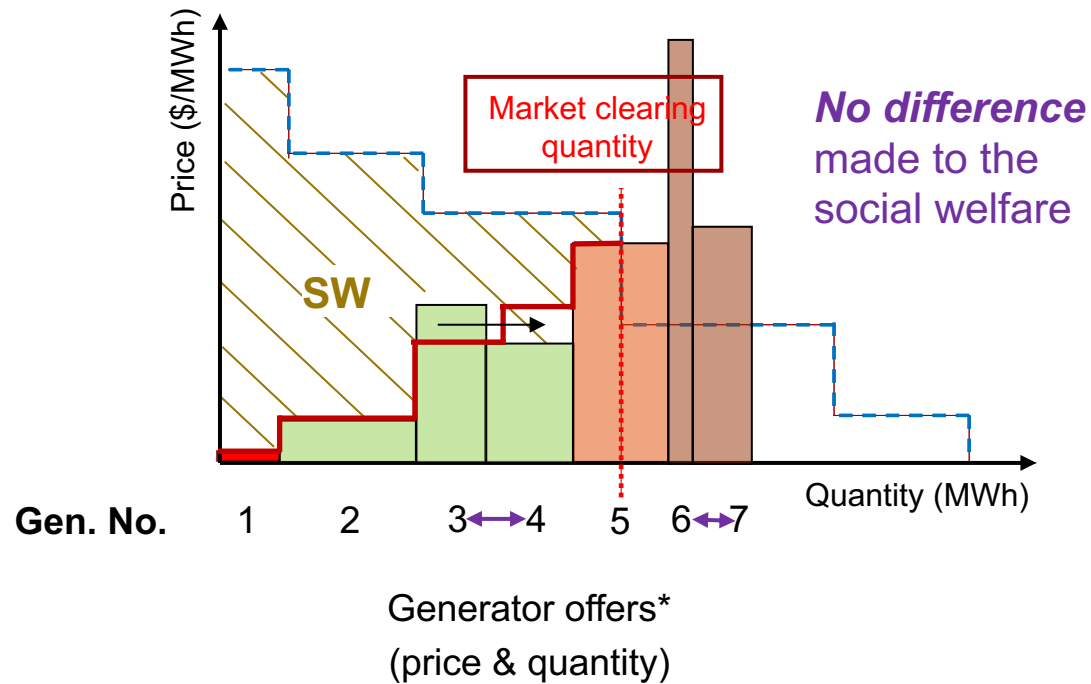 Price ($/MWh)
Market clearing
quantity
No difference
made to the
social welfare
SW
Quantity (MWh)
Gen. No. 1 2 3 4 5 6 7
Generator offers*
(price & quantity)